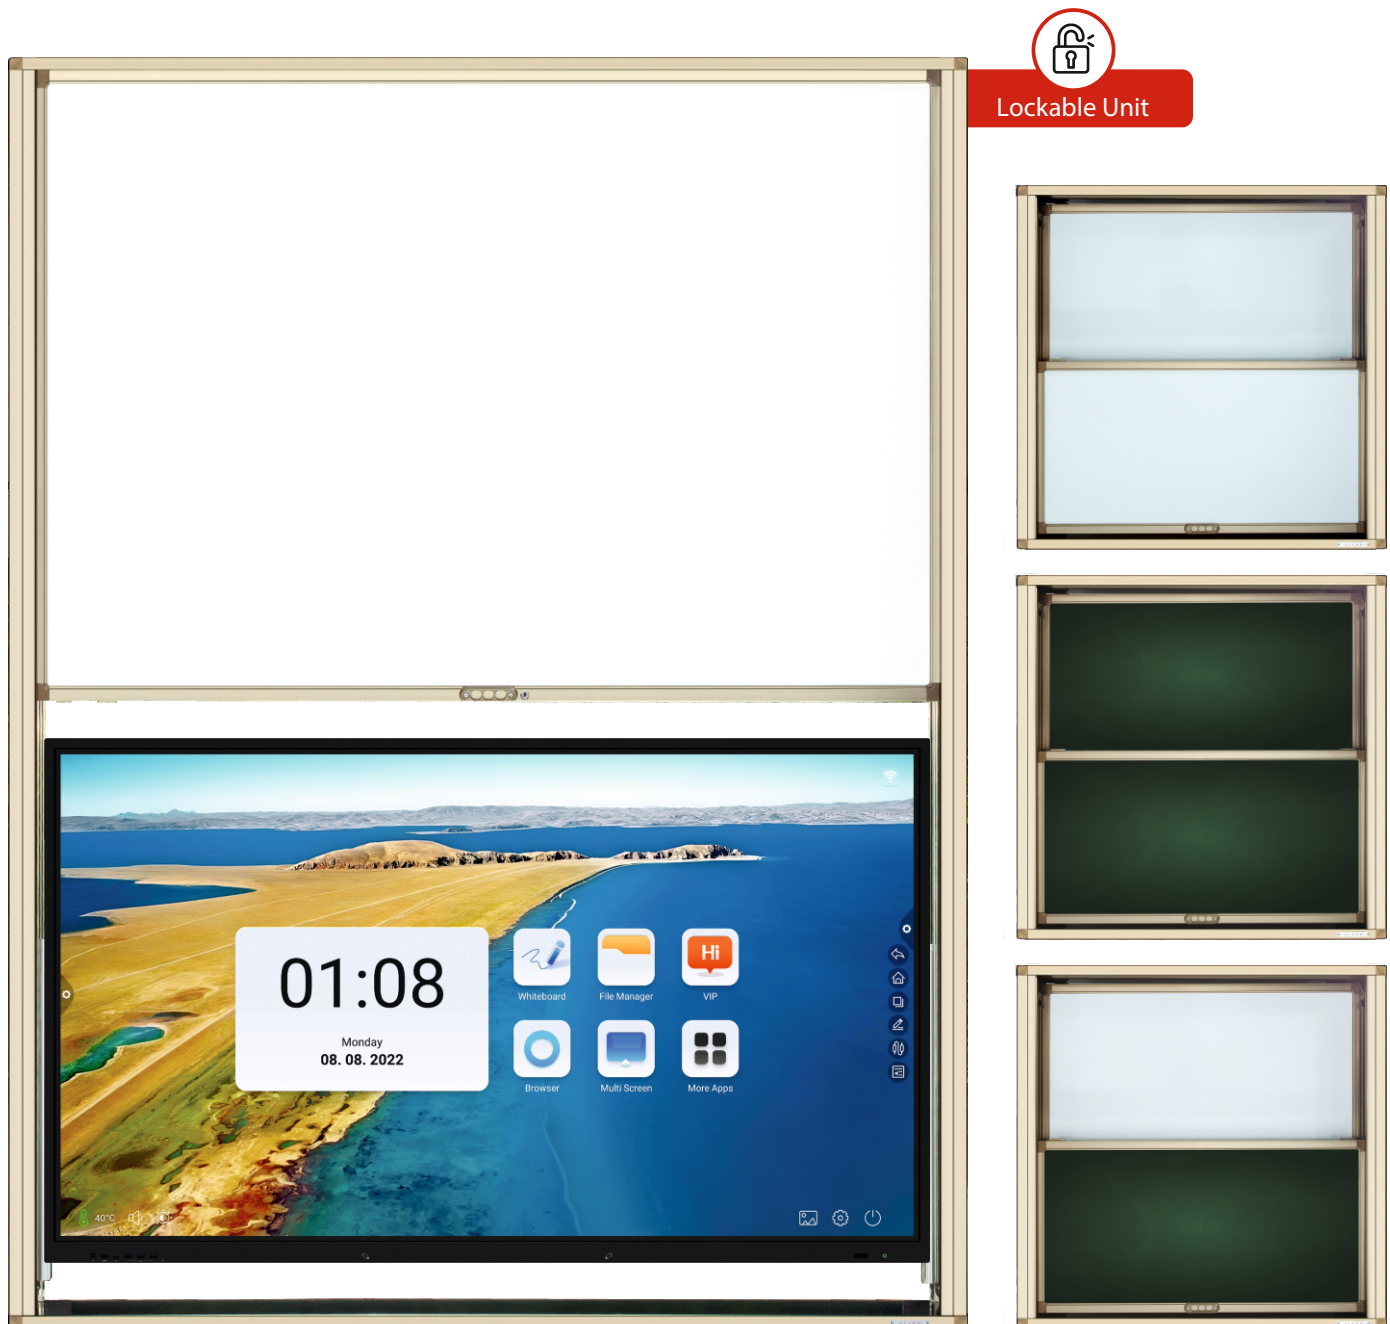 Lockable Unit
01:08
Monday
08. 08. 2022
Whiteboard
File Manager
Hi
VIP
Browser
Multi Screen
More Apps
40°C